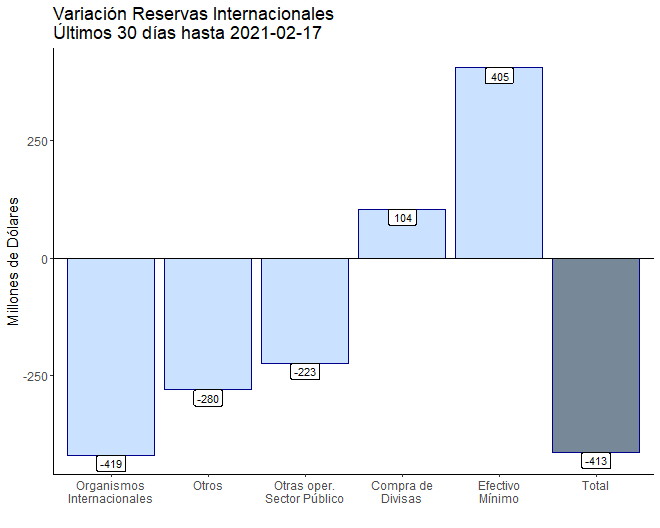 Variación Reservas Internacionales
Últimos 30 días hasta 2021-02-17
Millones de Dólares
250
0
-250
-419
-280
-223
104
405
-413
Organismos
Internacionales
Otros
Otras oper.
Sector Público
Compra de
Divisas
Efectivo
Mínimo
Total